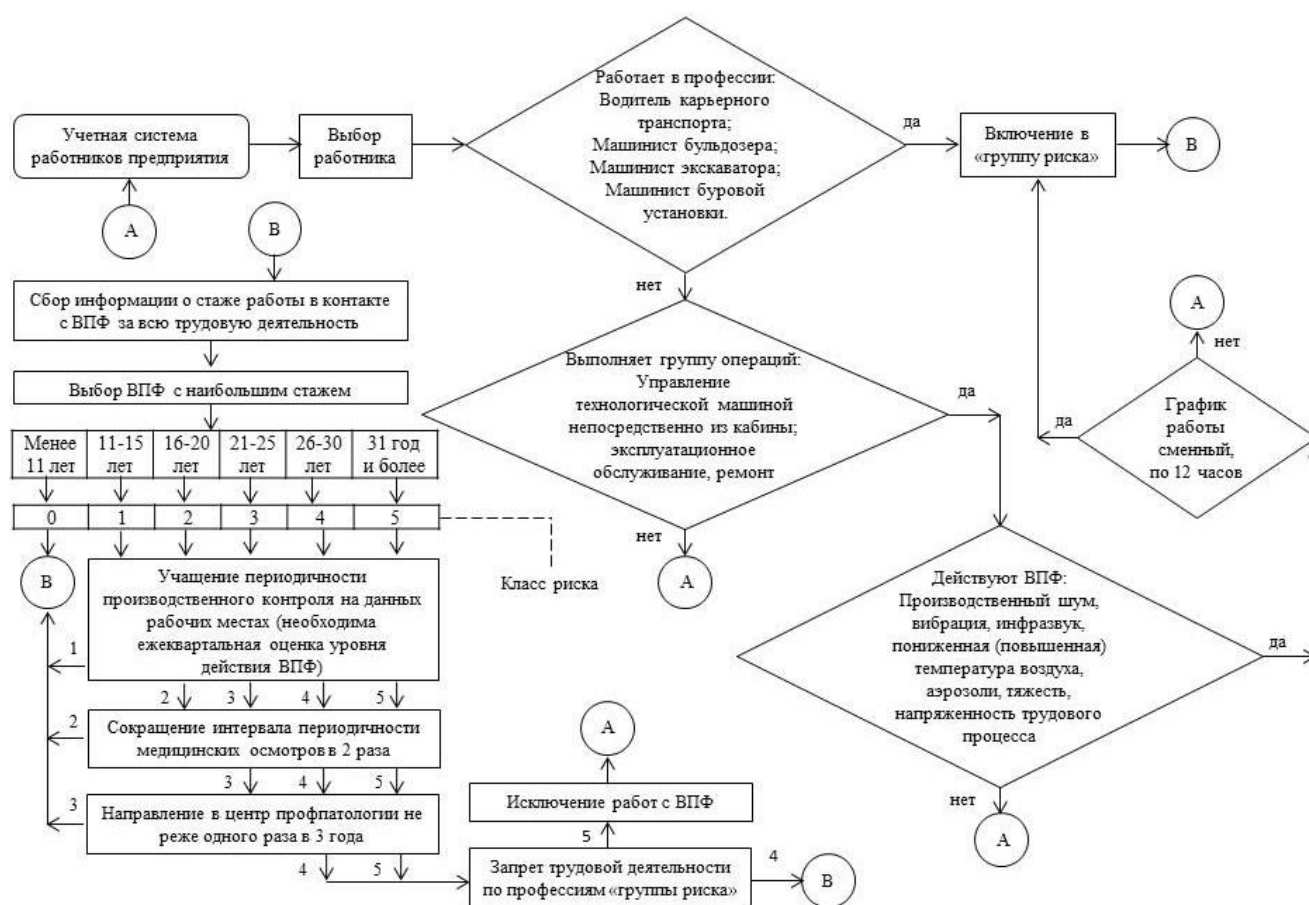 Учетная система
работников предприятия
Выбор
работника
Работает в профессии:
Водитель карьерного
транспорта;
Машинист бульдозера;
Машинист экскаватора;
Машинист буровой
установки.
да
Включение в
«группу риска»
В
А
В
нет
Сбор информации о стаже работы в контакте
с ВПФ за всю трудовую деятельность
Выбор ВПФ с наибольшим стажем
Менее
11 лет
11-15
лет
16-20
лет
21-25
лет
26-30
лет
31 год
и более
0
1
2
3
4
5
Класс риска
В
Выполняет группу операций:
Управление
технологической машиной
непосредственно из кабины;
эксплуатационное
обслуживание, ремонт
да
нет
А
А
нет
График
работы
сменный,
по 12 часов
да
Действуют ВПФ:
Производственный шум,
вибрация, инфразвук,
пониженная (повышенная)
температура воздуха,
аэрозоли, тяжесть,
напряженность трудового
процесса
да
нет
А
Учащение периодичности
производственного контроля на данных
рабочих местах (необходима
ежеквартальная оценка уровня
действия ВПФ)
1
2
3
4
5
Сокращение интервала периодичности
медицинских осмотров в 2 раза
2
3
4
5
Направление в центр профпатологии не
реже одного раза в 3 года
3
4
5
А
Исключение работ с ВПФ
5
Запрет трудовой деятельности
по профессиям «группы риска»
4
В